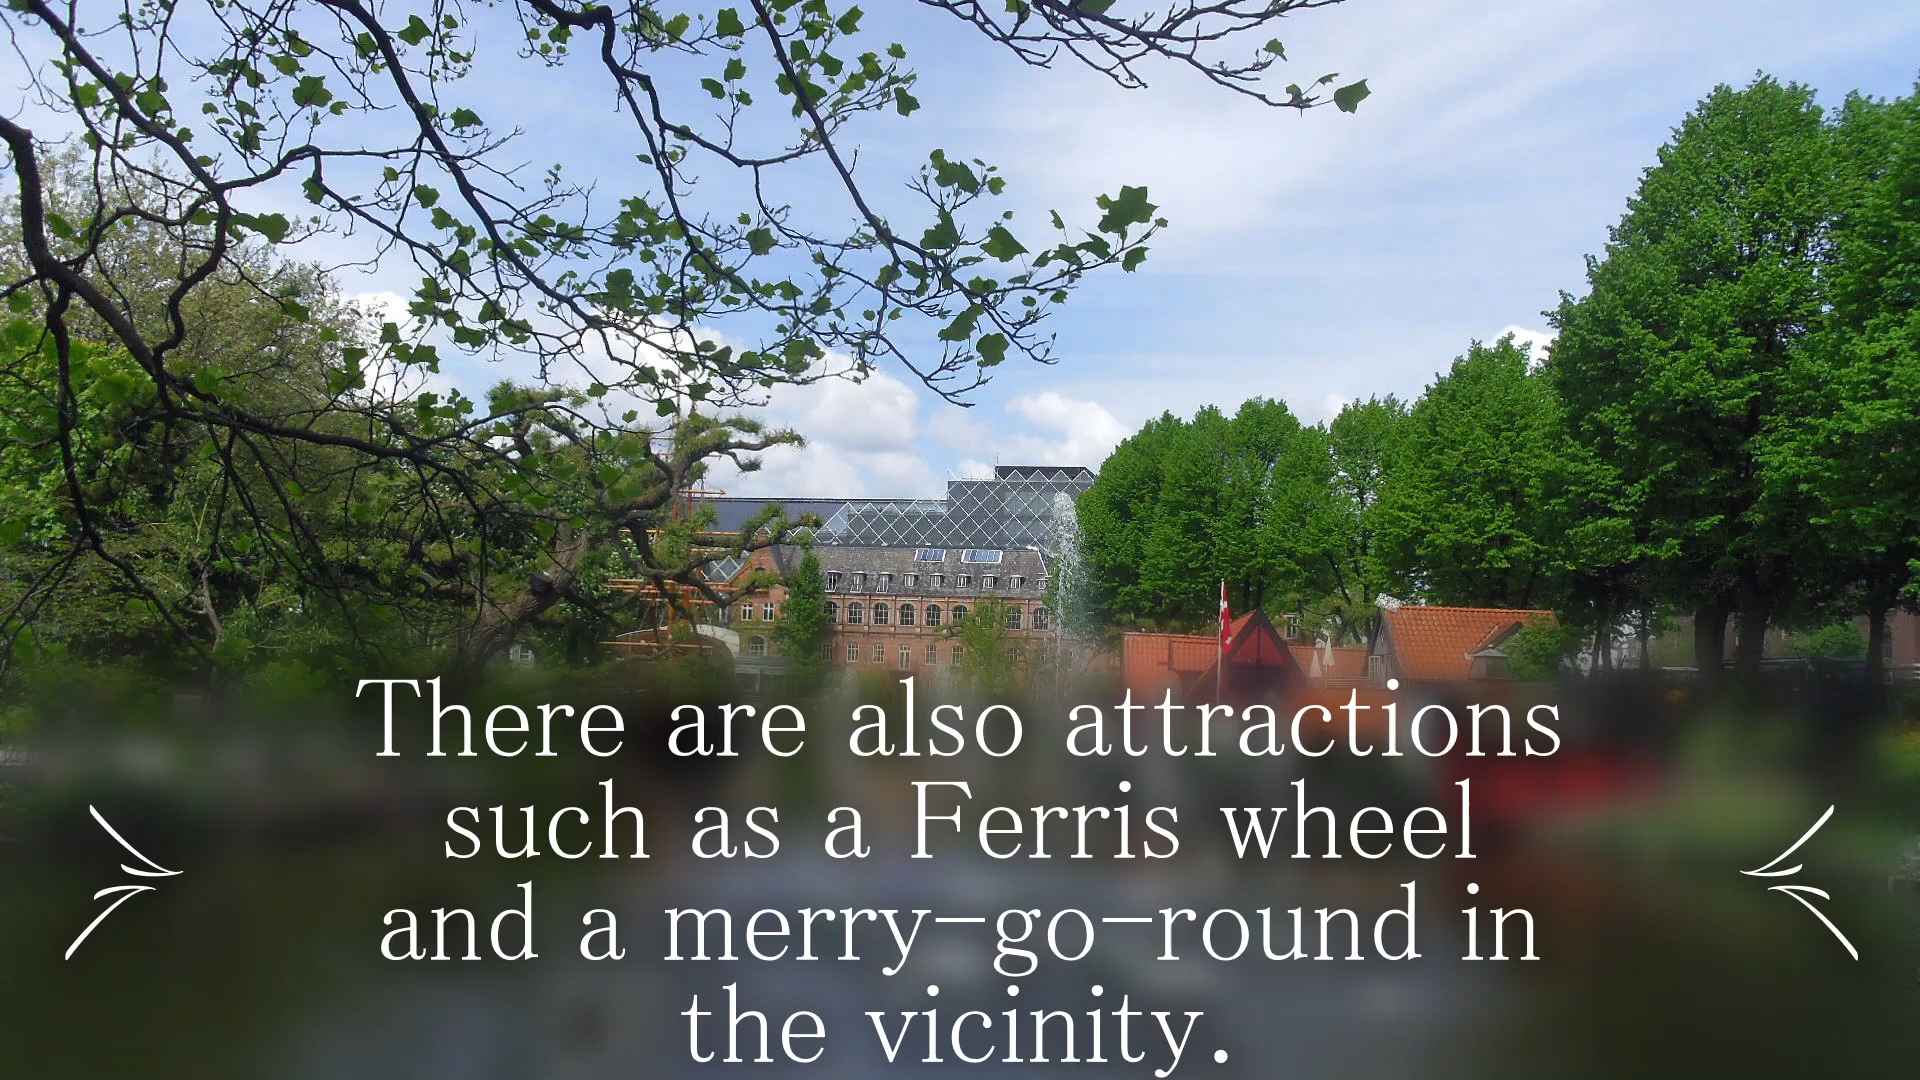 There are also attractions
such as a Ferris wheel
and a merry-go-round in
the vicinity.